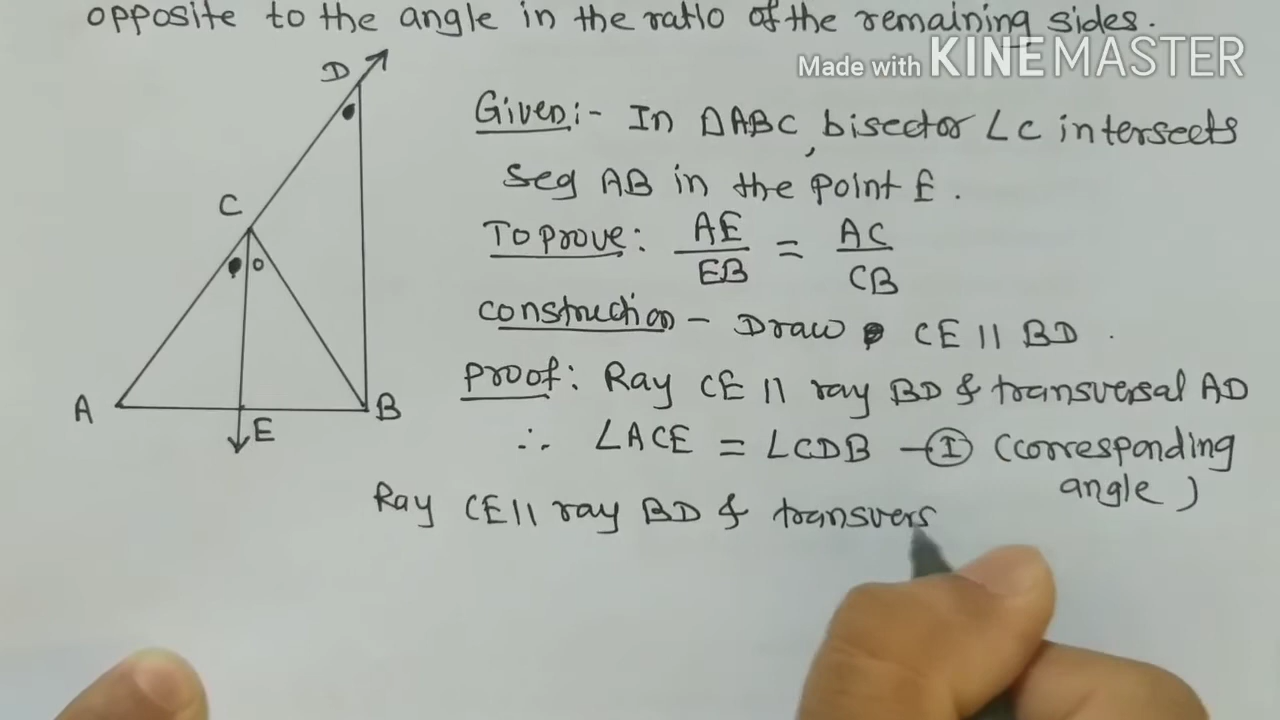 opposite to the angle in the ratio of the remaining sides.
Made with KINEMASTER
D
C
A
E
B
Given:- In △ABC, bisector ∠C intersects
seg AB in the point E.
To prove: AE/EB = AC/CB
construction - Draw CE || BD.
Proof: Ray CE || ray BD & transversal AD
∴ ∠ACE = ∠CDB —Ⓘ (corresponding
angle)
Ray CE || ray BD & transvers